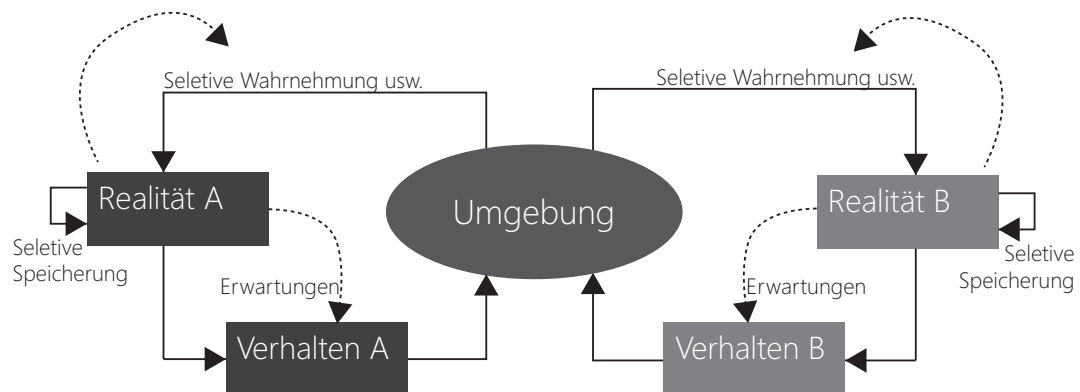 Seletive Wahrnehmung usw.
Seletive Wahrnehmung usw.
Realität A
Umgebung
Realität B
Seletive
Speicherung
Seletive
Speicherung
Erwartungen
Erwartungen
Verhalten A
Verhalten B